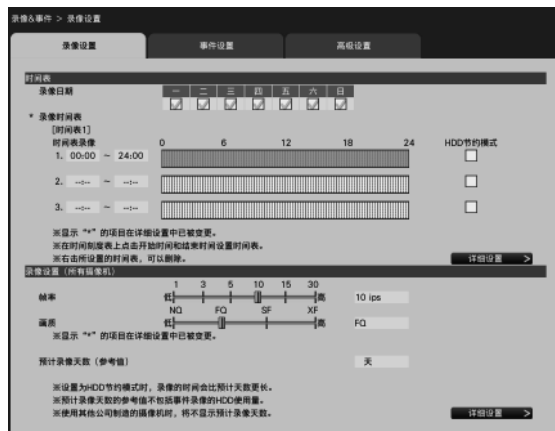 录像&事件 > 录像设置
录像设置 事件设置 高级设置
时间表
录像日期 一 二 三 四 五 六 日
* 录像时间表
[时间表1]
时间表录像 0 6 12 18 24 HDD节约模式
1. 00:00 ~ 24:00
2. --:-- ~ --:--
3. --:-- ~ --:--
※显示 "*" 的项目在详细设置中已被变更。
※在时间刻度表上点击开始时间和结束时间设置时间表。
※右击所设置的时间表，可以删除。
详细设置 >
录像设置 (所有摄像机)
1 3 5 10 15 30
帧率 低 高 10 ips
NQ FQ SF XF
画质 低 高 FQ
※显示 "*" 的项目在详细设置中已被变更。
预计录像天数 (参考值) 天
※设置为HDD节约模式时，录像的时间会比预计天数更长。
※预计录像天数的参考值不包括事件录像的HDD使用量。
※使用其他公司制造的摄像机时，将不显示预计录像天数。
详细设置 >